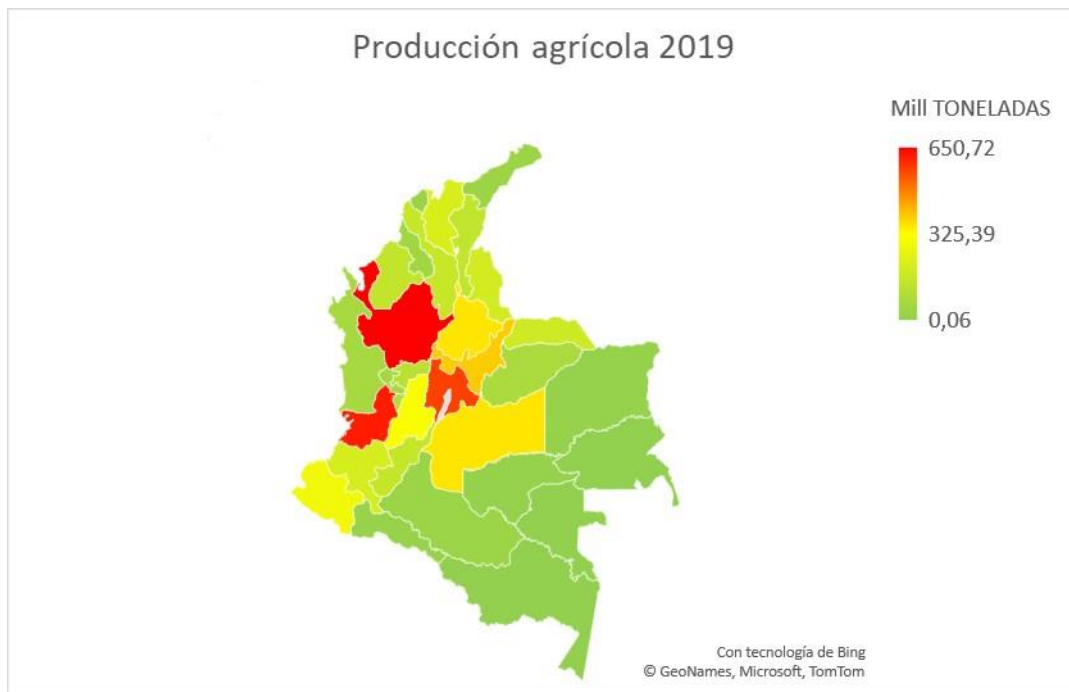 Producción agrícola 2019
Mill TONELADAS
650,72
325,39
0,06
Con tecnología de Bing
© GeoNames, Microsoft, TomTom